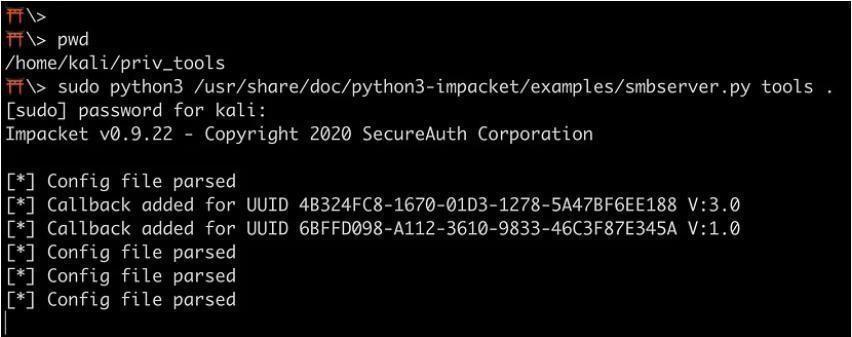 ⛩\>
⛩\> pwd
/home/kali/priv_tools
⛩\> sudo python3 /usr/share/doc/python3-impacket/examples/smbserver.py tools .
[sudo] password for kali:
Impacket v0.9.22 - Copyright 2020 SecureAuth Corporation
[*] Config file parsed
[*] Callback added for UUID 4B324FC8-1670-01D3-1278-5A47BF6EE188 V:3.0
[*] Callback added for UUID 6BFFD098-A112-3610-9833-46C3F87E345A V:1.0
[*] Config file parsed
[*] Config file parsed
[*] Config file parsed